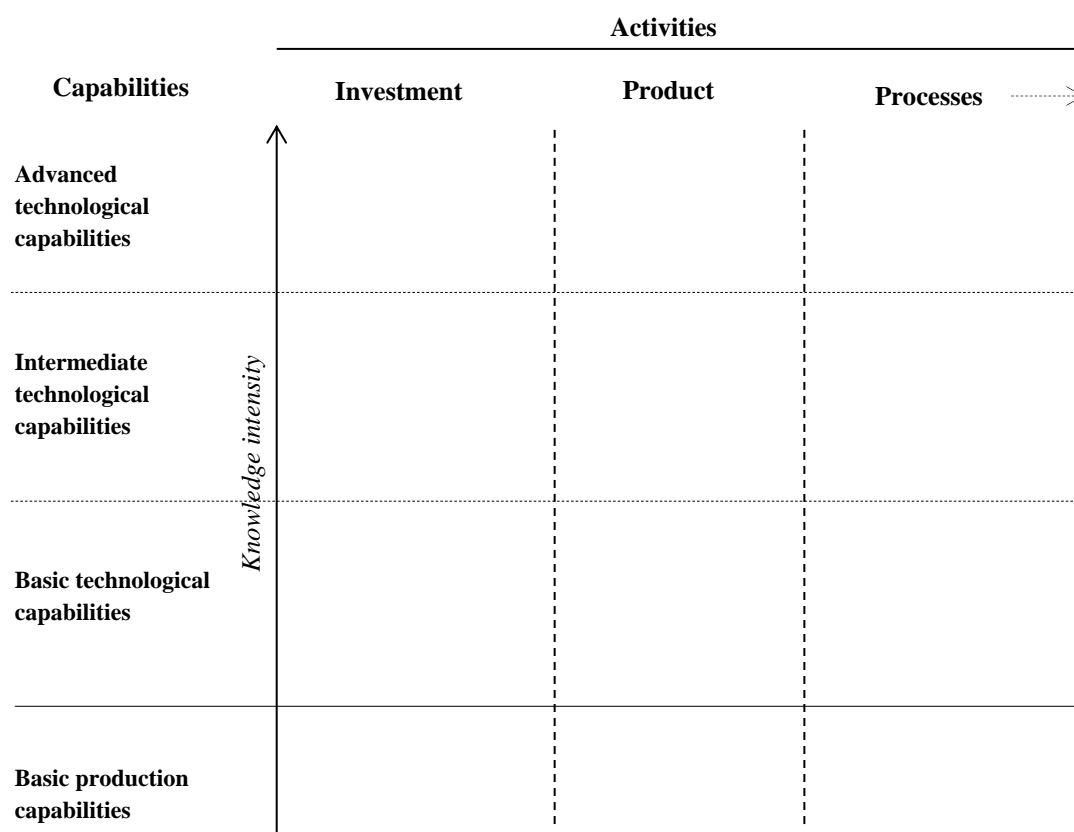 Activities
Capabilities
Investment
Product
Processes
Advanced
technological
capabilities
Intermediate
technological
capabilities
Knowledge intensity
Basic technological
capabilities
Basic production
capabilities